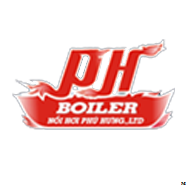 PH
BOILER
NỒI HƠI PHÚ HƯNG.,LTD